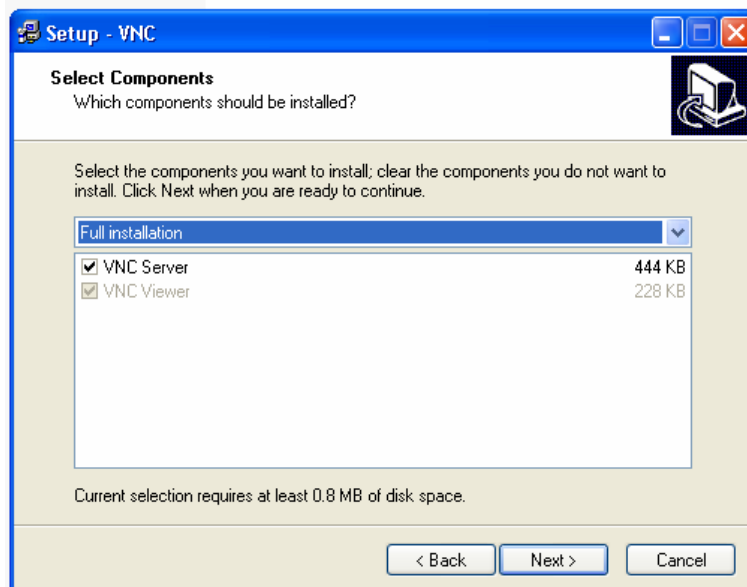 Setup - VNC
Select Components
Which components should be installed?
Select the components you want to install; clear the components you do not want to
install. Click Next when you are ready to continue.
Full installation
VNC Server 444 KB
VNC Viewer 228 KB
Current selection requires at least 0.8 MB of disk space.
< Back Next > Cancel